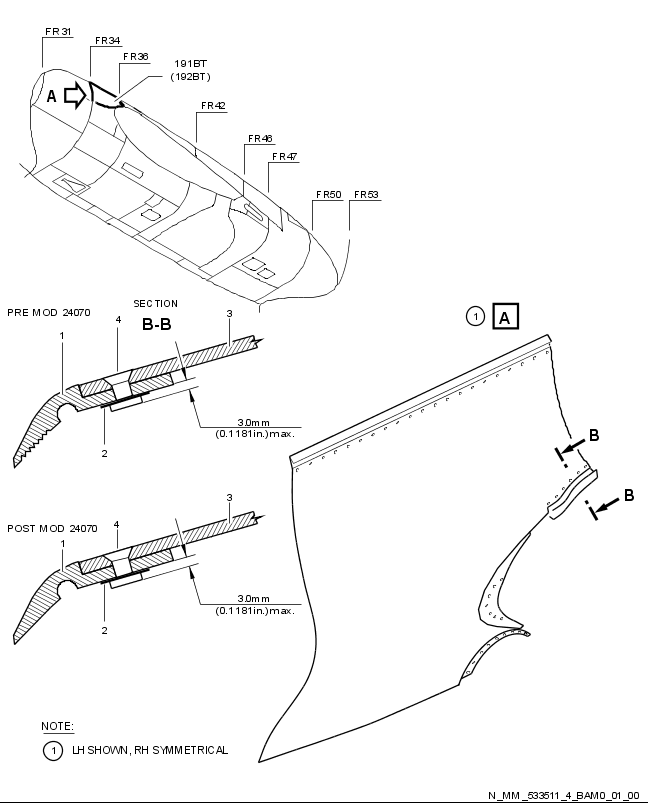 FR31
FR34
FR36
191BT
(192BT)
A
FR42
FR46
FR47
FR50 FR53
SECTION
B-B
PRE MOD 24070
1
4
3
2
3.0mm
(0.1181in.)max.
1 A
B
B
POST MOD 24070
1
4
3
2
3.0mm
(0.1181in.)max.
NOTE:
1 LH SHOWN, RH SYMMETRICAL
N_MM_533511_4_BAM0_01_00